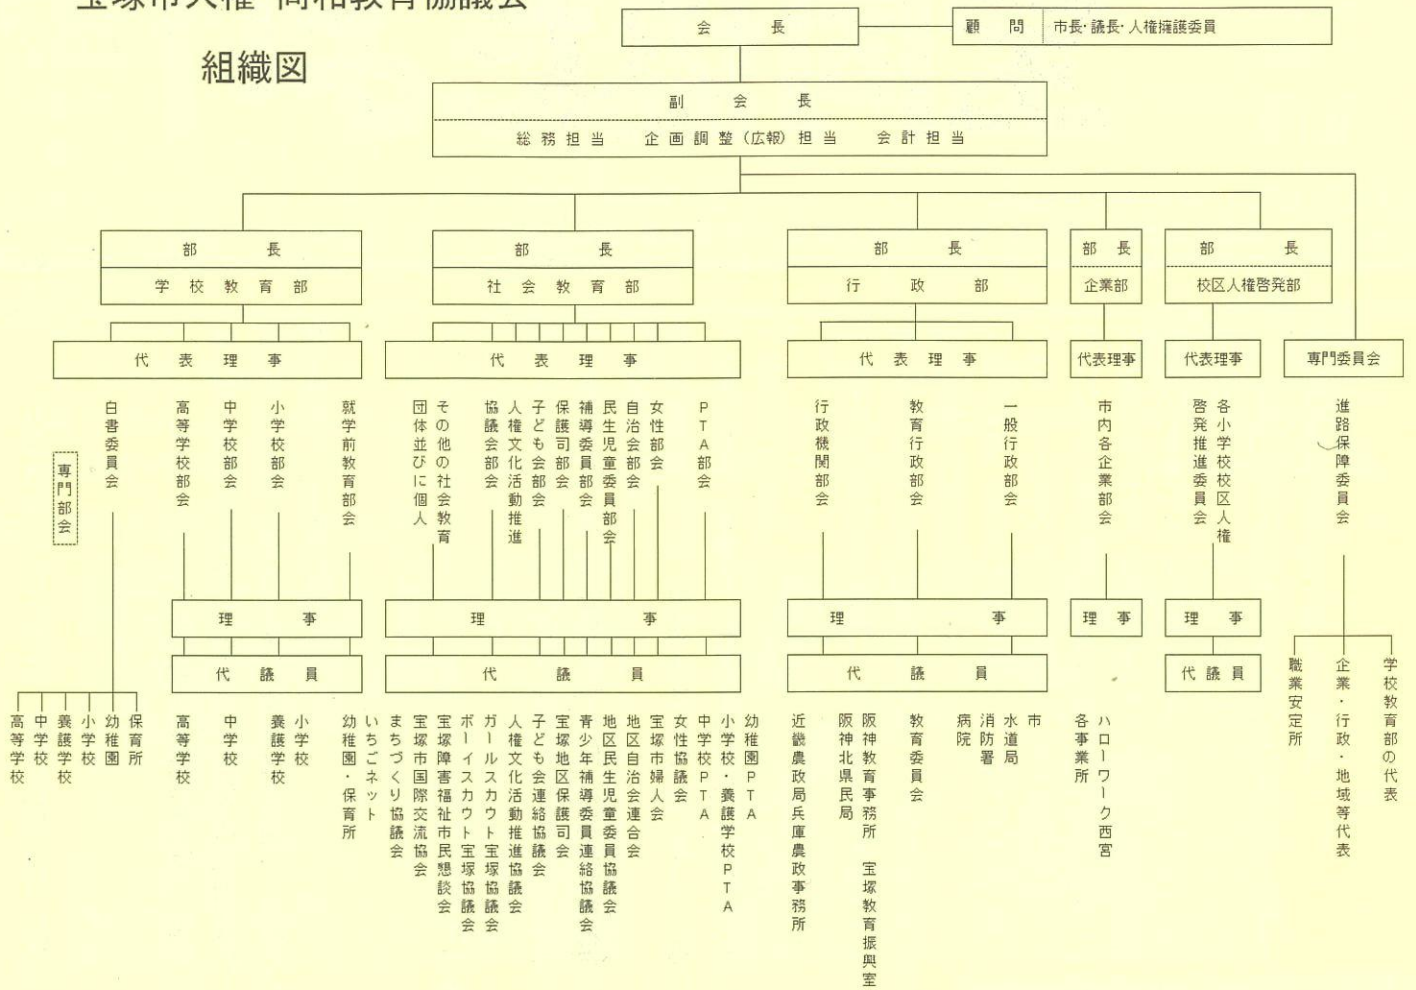 宝塚市人権・同和教育協議会
組織図
会長
顧問 市長・議長・人権擁護委員
副会長
総務担当 企画調整(広報)担当 会計担当
部長
学校教育部
部長
社会教育部
部長
行政部
部長
企業部
部長
校区人権啓発部
代表理事
代表理事
代表理事
代表理事
代表理事
専門委員会
専門部会
白書委員会
高等学校部会
中学校部会
小学校部会
就学前教育部会
その他の社会教育
団体並びに個人
人権文化活動推進
協議会部会
子ども会部会
保護司部会
補導委員部会
民生児童委員部会
自治会部会
女性部会
PTA部会
行政機関部会
教育行政部会
一般行政部会
市内各企業部会
各小学校校区人権
啓発推進委員会
進路保障委員会
理事
理事
理事
理事
理事
代議員
代議員
代議員
代議員
高等学校
中学校
養護学校
小学校
幼稚園
保育所
高等学校
中学校
養護学校
小学校
幼稚園・保育所
いちごネット
まちづくり協議会
宝塚市国際交流協会
宝塚障害福祉市民懇談会
ボーイスカウト宝塚協議会
ガールスカウト宝塚協議会
人権文化活動推進協議会
子ども会連絡協議会
宝塚地区保護司会
青少年補導委員連絡協議会
地区民生児童委員協議会
地区自治会連合会
宝塚市婦人会
女性協議会
中学校PTA
小学校・養護学校PTA
幼稚園PTA
近畿農政局兵庫農政事務所
阪神北県民局
阪神教育事務所 宝塚教育振興室
教育委員会
病院
消防署
水道局
市
各事業所
ハローワーク西宮
職業安定所
企業・行政・地域等代表
学校教育部の代表